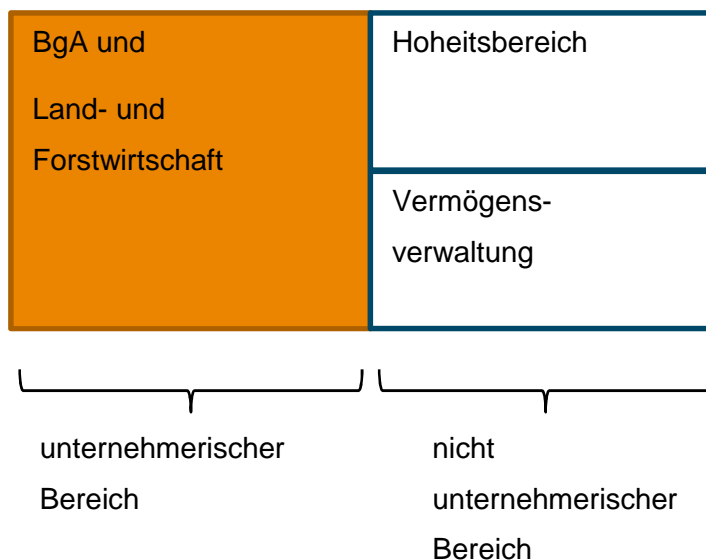 BgA und
Land- und
Forstwirtschaft
Hoheitsbereich
Vermögens-
verwaltung
unternehmerischer
Bereich
nicht
unternehmerischer
Bereich